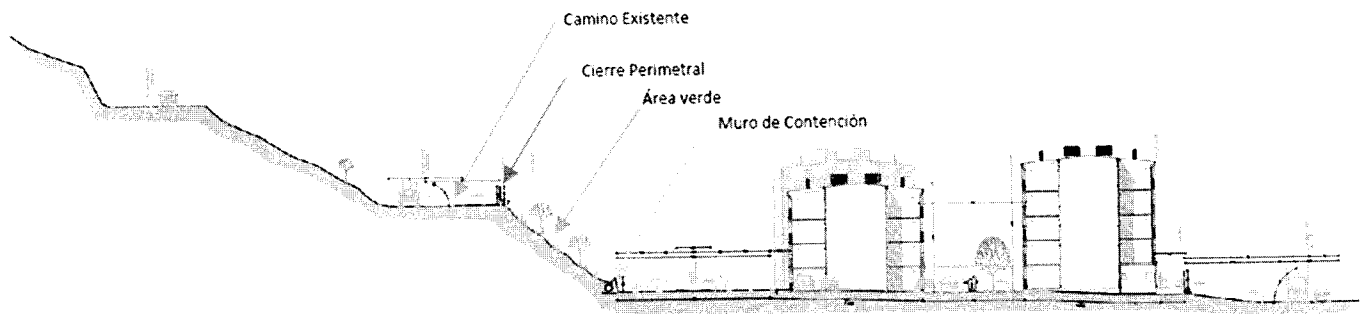 Camino Existente
Cierre Perimetral
Área verde
Muro de Contención